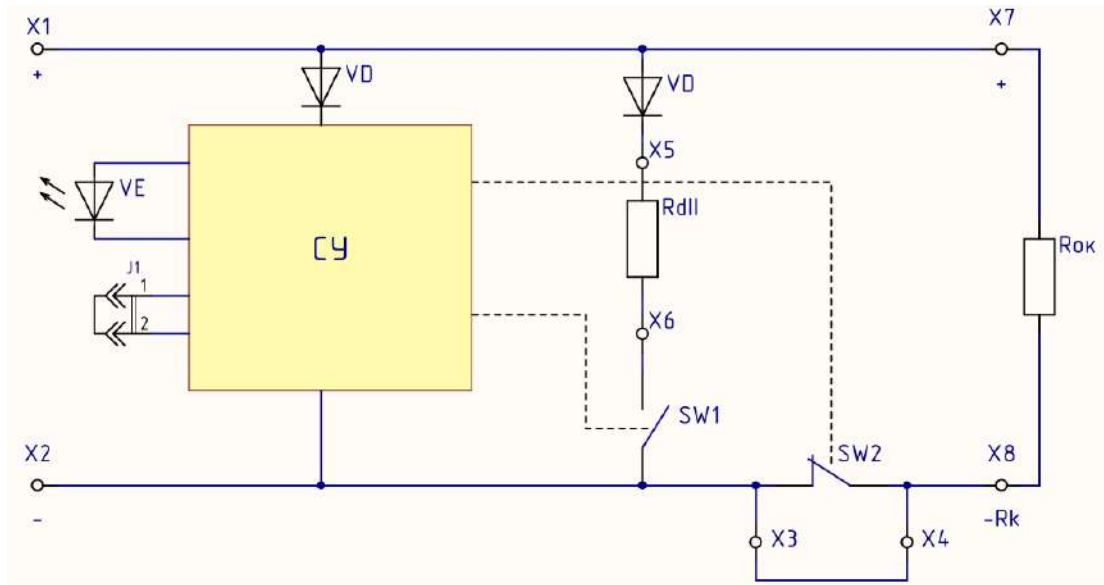 X1
+
VD
VD
X7
+
X5
VE
Rdll
СУ
Rок
J1
1
2
X6
SW1
X2
-
SW2
X8
-Rk
X3
X4